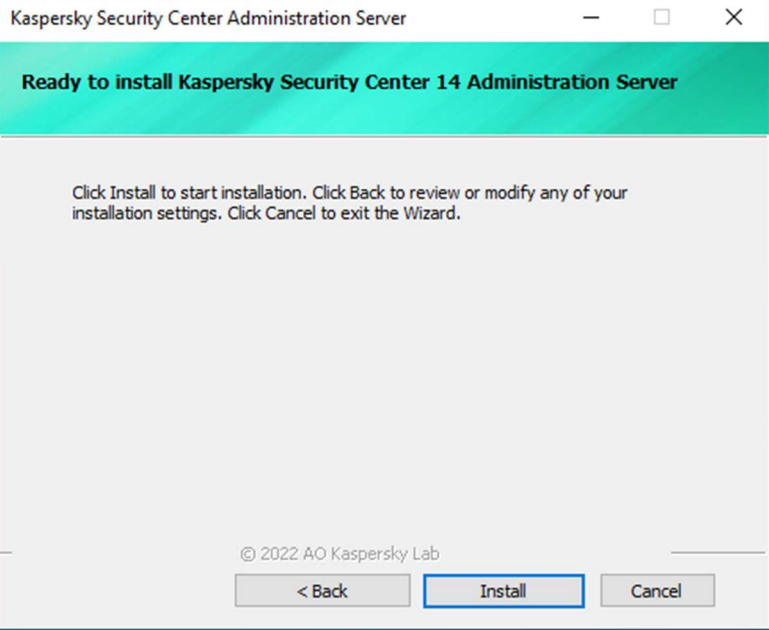 Kaspersky Security Center Administration Server
Ready to install Kaspersky Security Center 14 Administration Server
Click Install to start installation. Click Back to review or modify any of your
installation settings. Click Cancel to exit the Wizard.
© 2022 AO Kaspersky Lab
< Back Install Cancel